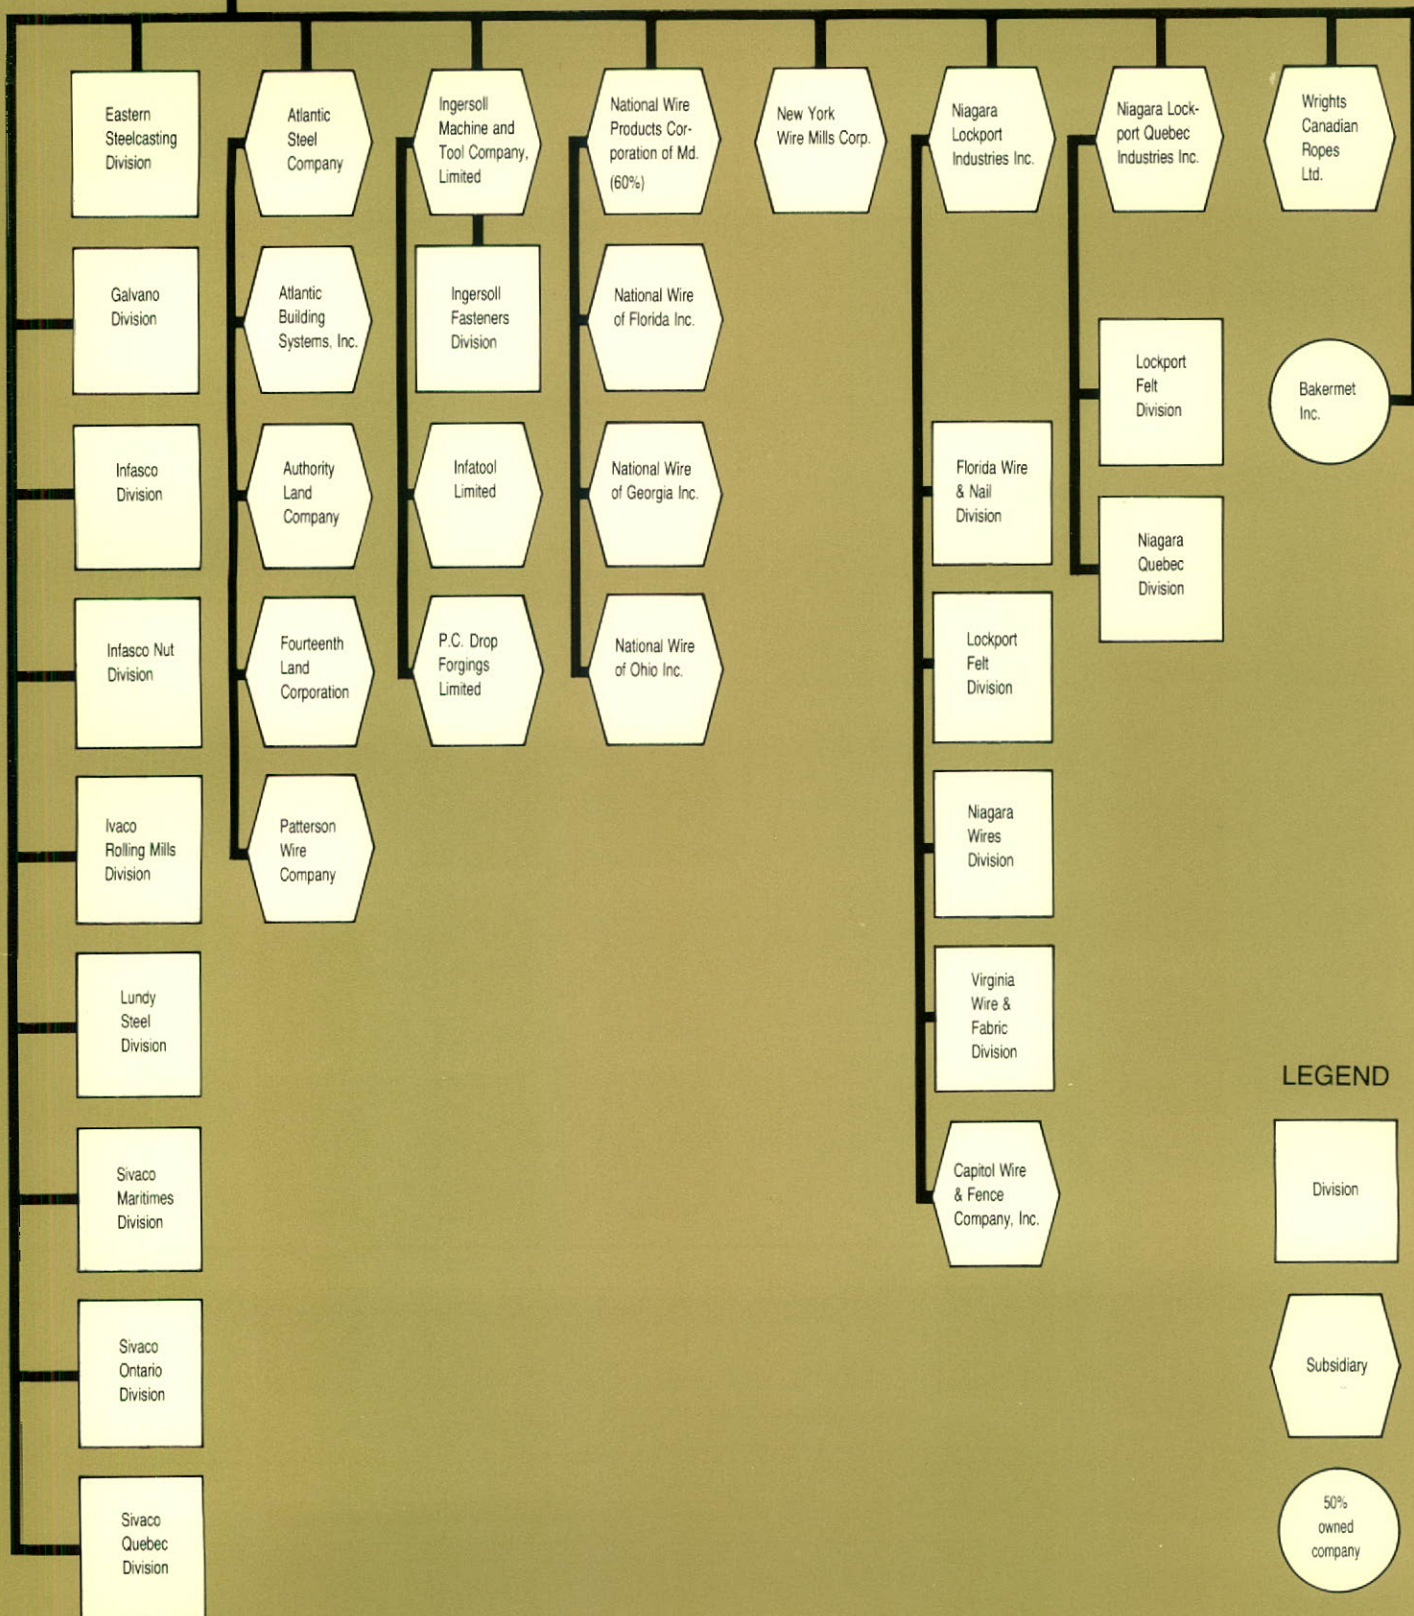 Eastern
Steelcasting
Division
Atlantic
Steel
Company
Ingersoll
Machine and
Tool Company,
Limited
National Wire
Products Cor-
poration of Md.
(60%)
New York
Wire Mills Corp.
Niagara
Lockport
Industries Inc.
Niagara Lock-
port Quebec
Industries Inc.
Wrights
Canadian
Ropes
Ltd.
Galvano
Division
Atlantic
Building
Systems, Inc.
Ingersoll
Fasteners
Division
National Wire
of Florida Inc.
Lockport
Felt
Division
Bakermet
Inc.
Infasco
Division
Authority
Land
Company
Infatool
Limited
National Wire
of Georgia Inc.
Florida Wire
& Nail
Division
Niagara
Quebec
Division
Infasco Nut
Division
Fourteenth
Land
Corporation
P.C. Drop
Forgings
Limited
National Wire
of Ohio Inc.
Lockport
Felt
Division
Ivaco
Rolling Mills
Division
Patterson
Wire
Company
Niagara
Wires
Division
Lundy
Steel
Division
Virginia
Wire &
Fabric
Division
Sivaco
Maritimes
Division
Capitol Wire
& Fence
Company, Inc.
Sivaco
Ontario
Division
Sivaco
Quebec
Division
LEGEND
Division
Subsidiary
50%
owned
company